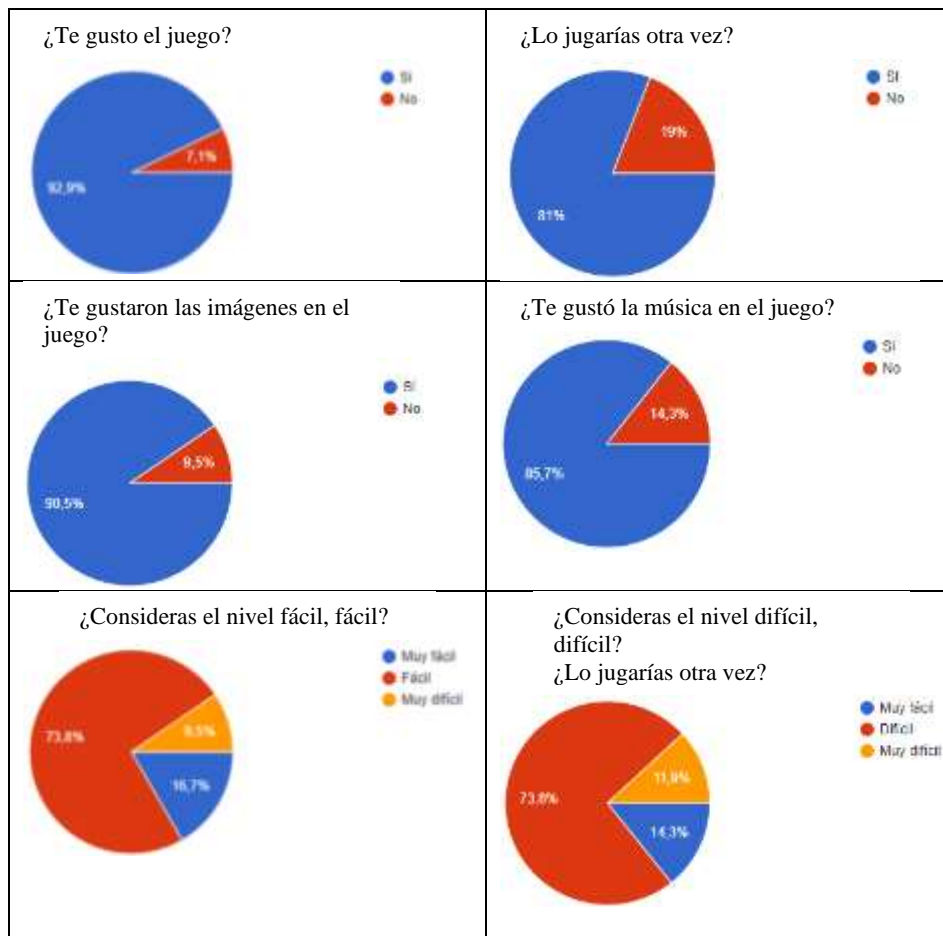 ¿Te gusto el juego?
Si
No
7,1%
92,9%
¿Lo jugarías otra vez?
Si
No
19%
81%
¿Te gustaron las imágenes en el
juego?
Si
No
9,5%
90,5%
¿Te gustó la música en el juego?
Si
No
14,3%
85,7%
¿Consideras el nivel fácil, fácil?
Muy fácil
Fácil
Muy difícil
73,8%
9,5%
16,7%
¿Consideras el nivel difícil,
difícil?
¿Lo jugarías otra vez?
Muy fácil
Difícil
Muy difícil
73,8%
11,9%
14,3%